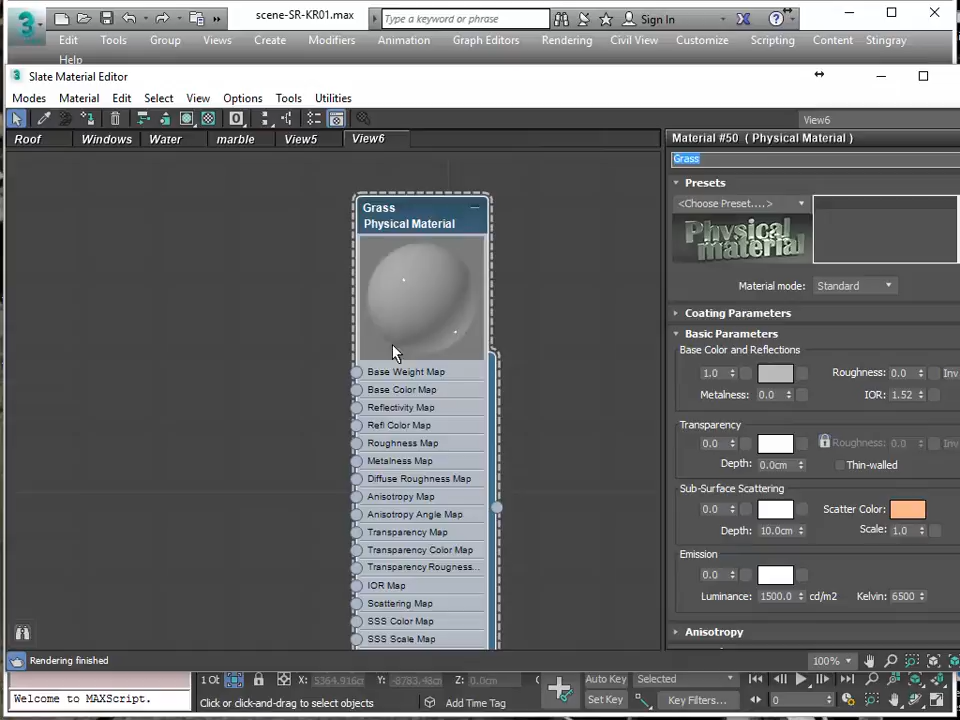 scene-SR-KR01.max
Type a keyword or phrase
Sign In
Edit Tools Group Views Create Modifiers Animation Graph Editors Rendering Civil View Customize Scripting Content Stingray
Help
Slate Material Editor
Modes Material Edit Select View Options Tools Utilities
View6
Roof Windows Water marble View5 View6
Material #50 ( Physical Material )
Grass
Presets
<Choose Preset....>
Physical material
Material mode: Standard
Coating Parameters
Basic Parameters
Base Color and Reflections
1.0 Roughness: 0.0 Inv
Metalness: 0.0 IOR: 1.52
Transparency
0.0 Roughness: 0.0 Inv
Depth: 0.0cm Thin-walled
Sub-Surface Scattering
0.0 Scatter Color:
Depth: 10.0cm Scale: 1.0
Emission
0.0
Luminance: 1500.0 cd/m2 Kelvin: 6500
Anisotropy
Grass
Physical Material
Base Weight Map
Base Color Map
Reflectivity Map
Refl Color Map
Roughness Map
Metalness Map
Diffuse Roughness Map
Anisotropy Map
Anisotropy Angle Map
Transparency Map
Transparency Color Map
Transparency Rougness...
IOR Map
Scattering Map
SSS Color Map
SSS Scale Map
Rendering finished
100%
1 Ot X: 5364.916cm Y: -8783.48cm Z: 0.0cm Auto Key Selected
Welcome to MAXScript.
Click or click-and-drag to select objects Add Time Tag Set Key Key Filters... 0